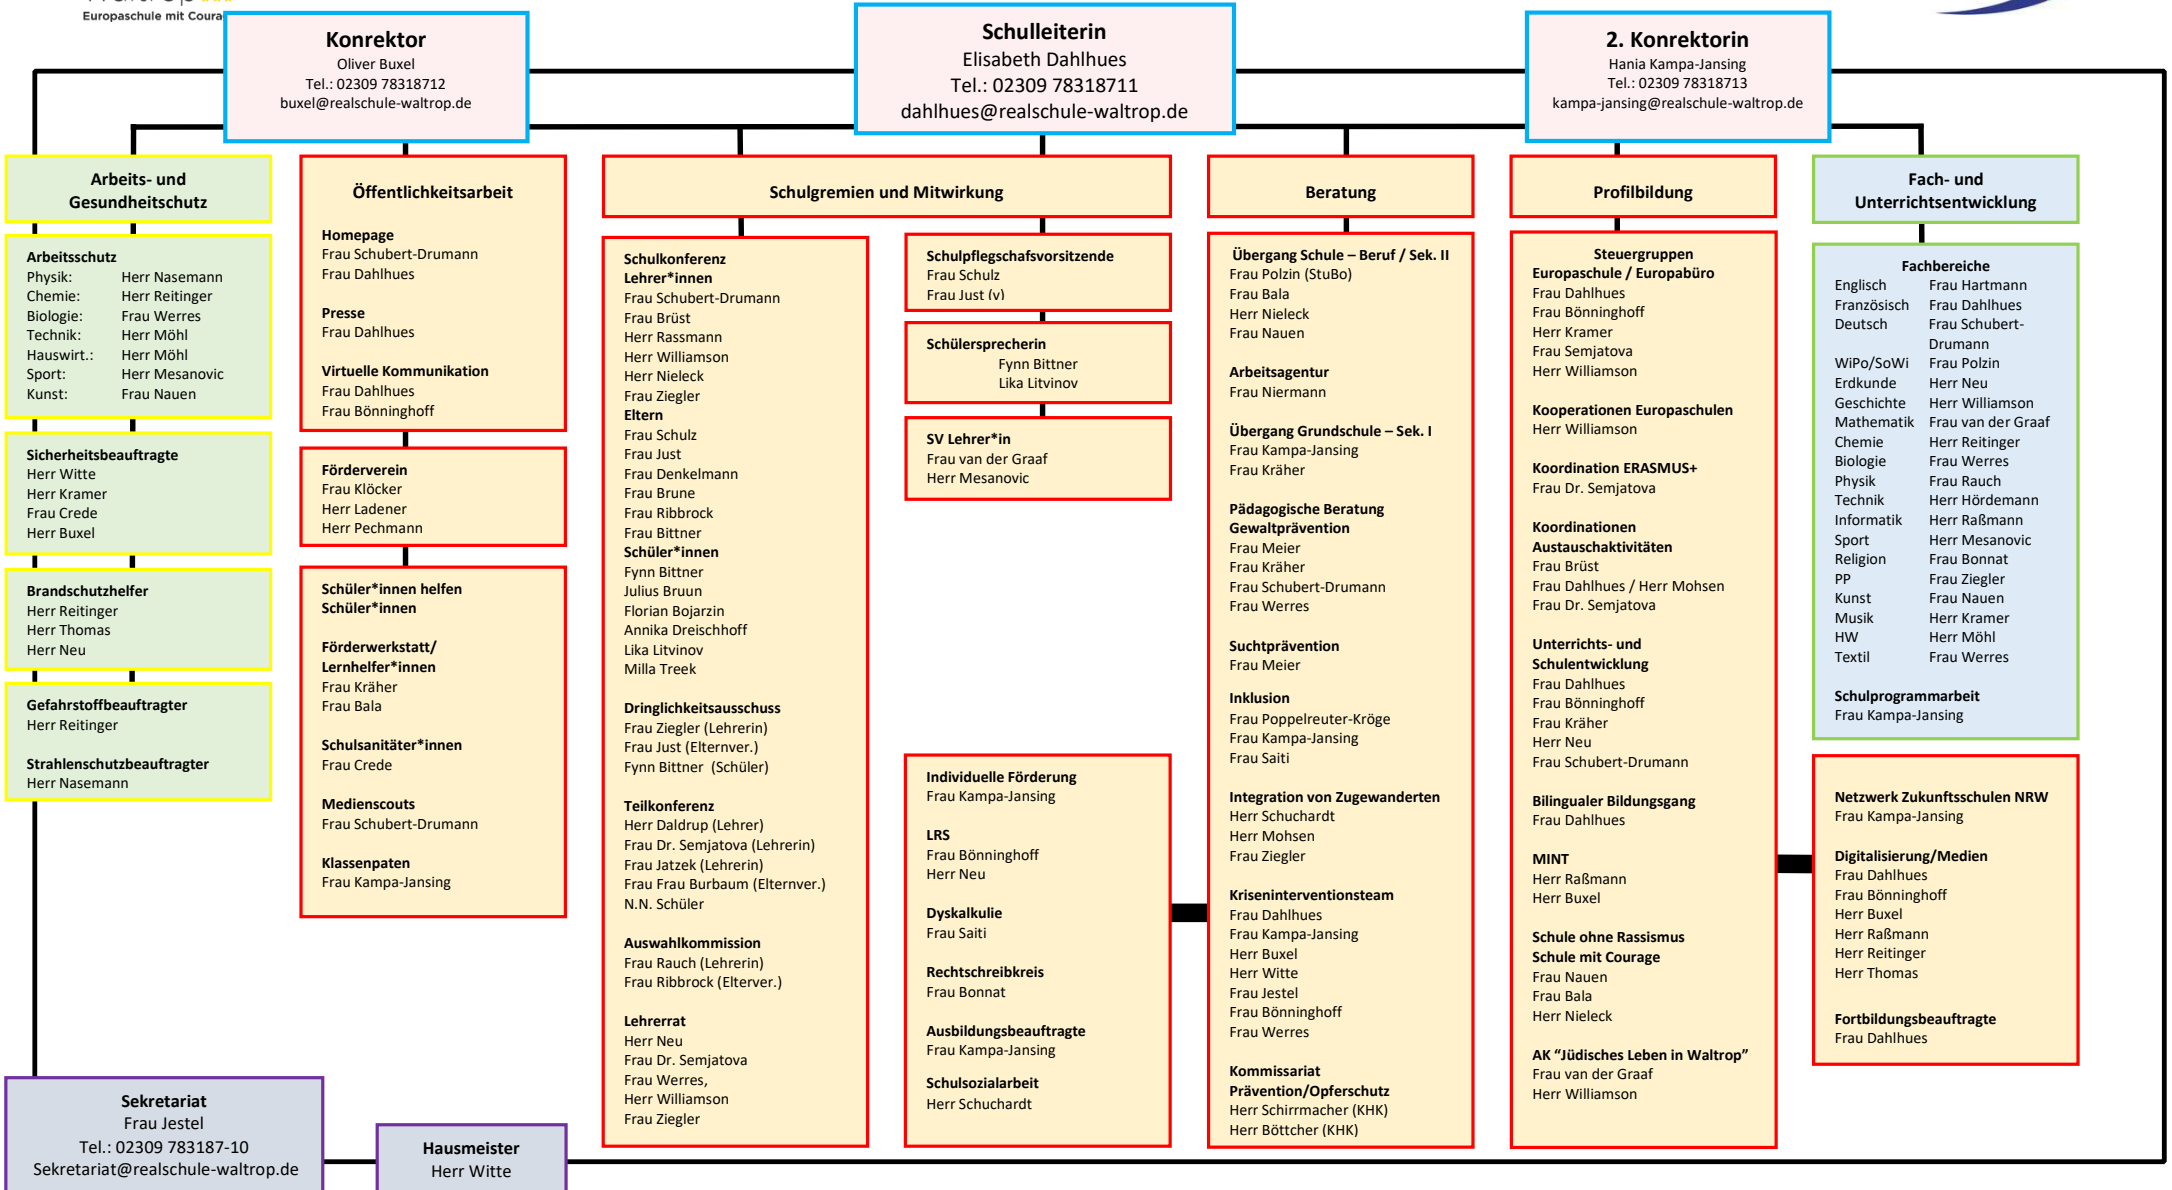 Europaschule mit Coura
Konrektor
Oliver Buxel
Tel.: 02309 78318712
buxel@realschule-waltrop.de
Schulleiterin
Elisabeth Dahlhues
Tel.: 02309 78318711
dahlhues@realschule-waltrop.de
2. Konrektorin
Hania Kampa-Jansing
Tel.: 02309 78318713
kampa-jansing@realschule-waltrop.de
Arbeits- und
Gesundheitschutz
Arbeitsschutz
Physik: Herr Nasemann
Chemie: Herr Reitinger
Biologie: Frau Werres
Technik: Herr Möhl
Hauswirt.: Herr Möhl
Sport: Herr Mesanovic
Kunst: Frau Nauen
Sicherheitsbeauftragte
Herr Witte
Herr Kramer
Frau Crede
Herr Buxel
Brandschutzhelfer
Herr Reitinger
Herr Thomas
Herr Neu
Gefahrstoffbeauftragter
Herr Reitinger
Strahlenschutzbeauftragter
Herr Nasemann
Öffentlichkeitsarbeit
Homepage
Frau Schubert-Drumann
Frau Dahlhues
Presse
Frau Dahlhues
Virtuelle Kommunikation
Frau Dahlhues
Frau Bönninghoff
Förderverein
Frau Klöcker
Herr Ladener
Herr Pechmann
Schüler*innen helfen
Schüler*innen
Förderwerkstatt/
Lernhelfer*innen
Frau Kräher
Frau Bala
Schulsanitäter*innen
Frau Crede
Medienscouts
Frau Schubert-Drumann
Klassenpaten
Frau Kampa-Jansing
Schulgremien und Mitwirkung
Schulkonferenz
Lehrer*innen
Frau Schubert-Drumann
Frau Brüst
Herr Rassmann
Herr Williamson
Herr Nieleck
Frau Ziegler
Eltern
Frau Schulz
Frau Just
Frau Denkelmann
Frau Brune
Frau Ribbrock
Frau Bittner
Schüler*innen
Fynn Bittner
Julius Bruun
Florian Bojarzin
Annika Dreischhoff
Lika Litvinov
Milla Treek
Dringlichkeitsausschuss
Frau Ziegler (Lehrerin)
Frau Just (Elternver.)
Fynn Bittner (Schüler)
Teilkonferenz
Herr Daldrup (Lehrer)
Frau Dr. Semjatova (Lehrerin)
Frau Jatzek (Lehrerin)
Frau Frau Burbaum (Elternver.)
N.N. Schüler
Auswahlkommission
Frau Rauch (Lehrerin)
Frau Ribbrock (Elterver.)
Lehrerrat
Herr Neu
Frau Dr. Semjatova
Frau Werres,
Herr Williamson
Frau Ziegler
Schulpflegschafsvorsitzende
Frau Schulz
Frau Just (v)
Schülersprecherin
Fynn Bittner
Lika Litvinov
SV Lehrer*in
Frau van der Graaf
Herr Mesanovic
Individuelle Förderung
Frau Kampa-Jansing
LRS
Frau Bönninghoff
Herr Neu
Dyskalkulie
Frau Saiti
Rechtschreibkreis
Frau Bonnat
Ausbildungsbeauftragte
Frau Kampa-Jansing
Schulsozialarbeit
Herr Schuchardt
Beratung
Übergang Schule – Beruf / Sek. II
Frau Polzin (StuBo)
Frau Bala
Herr Nieleck
Frau Nauen
Arbeitsagentur
Frau Niermann
Übergang Grundschule – Sek. I
Frau Kampa-Jansing
Frau Kräher
Pädagogische Beratung
Gewaltprävention
Frau Meier
Frau Kräher
Frau Schubert-Drumann
Frau Werres
Suchtprävention
Frau Meier
Inklusion
Frau Poppelreuter-Kröge
Frau Kampa-Jansing
Frau Saiti
Integration von Zugewanderten
Herr Schuchardt
Herr Mohsen
Frau Ziegler
Kriseninterventionsteam
Frau Dahlhues
Frau Kampa-Jansing
Herr Buxel
Herr Witte
Frau Jestel
Frau Bönninghoff
Frau Werres
Kommissariat
Prävention/Opferschutz
Herr Schirrmacher (KHK)
Herr Böttcher (KHK)
Profilbildung
Steuergruppen
Europaschule / Europabüro
Frau Dahlhues
Frau Bönninghoff
Herr Kramer
Frau Semjatova
Herr Williamson
Kooperationen Europaschulen
Herr Williamson
Koordination ERASMUS+
Frau Dr. Semjatova
Koordinationen
Austauschaktivitäten
Frau Brüst
Frau Dahlhues / Herr Mohsen
Frau Dr. Semjatova
Unterrichts- und
Schulentwicklung
Frau Dahlhues
Frau Bönninghoff
Frau Kräher
Herr Neu
Frau Schubert-Drumann
Bilingualer Bildungsgang
Frau Dahlhues
MINT
Herr Raßmann
Herr Buxel
Schule ohne Rassismus
Schule mit Courage
Frau Nauen
Frau Bala
Herr Nieleck
AK “Jüdisches Leben in Waltrop”
Frau van der Graaf
Herr Williamson
Fach- und
Unterrichtsentwicklung
Fachbereiche
Englisch Frau Hartmann
Französisch Frau Dahlhues
Deutsch Frau Schubert-
Drumann
WiPo/SoWi Frau Polzin
Erdkunde Herr Neu
Geschichte Herr Williamson
Mathematik Frau van der Graaf
Chemie Herr Reitinger
Biologie Frau Werres
Physik Frau Rauch
Technik Herr Hördemann
Informatik Herr Raßmann
Sport Herr Mesanovic
Religion Frau Bonnat
PP Frau Ziegler
Kunst Frau Nauen
Musik Herr Kramer
HW Herr Möhl
Textil Frau Werres
Schulprogrammarbeit
Frau Kampa-Jansing
Netzwerk Zukunftsschulen NRW
Frau Kampa-Jansing
Digitalisierung/Medien
Frau Dahlhues
Frau Bönninghoff
Herr Buxel
Herr Raßmann
Herr Reitinger
Herr Thomas
Fortbildungsbeauftragte
Frau Dahlhues
Sekretariat
Frau Jestel
Tel.: 02309 783187-10
Sekretariat@realschule-waltrop.de
Hausmeister
Herr Witte